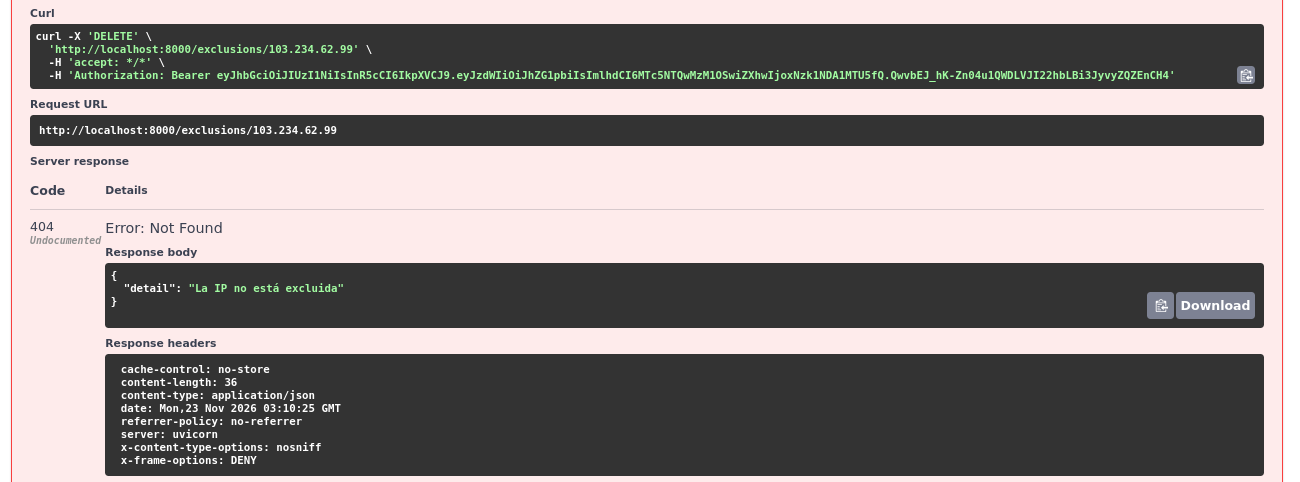 Curl
curl -X 'DELETE' \
'http://localhost:8000/exclusions/103.234.62.99' \
-H 'accept: */*' \
-H 'Authorization: Bearer eyJhbGciOiJIUzI1NiIsInR5cCI6IkpXVCJ9.eyJzdWIiOiJhZG1pbiIsImlhdCI6MTc5NTQwMzM1OSwiZXhwIjoxNzk1NDA1MTU5fQ.QwvbEJ_hK-Zn04u1QWDLVJI22hbLBi3JyvyZQZEnCH4'
Request URL
http://localhost:8000/exclusions/103.234.62.99
Server response
Code Details
404 Error: Not Found
Undocumented
Response body
{
"detail": "La IP no está excluida"
}
Download
Response headers
cache-control: no-store
content-length: 36
content-type: application/json
date: Mon,23 Nov 2026 03:10:25 GMT
referrer-policy: no-referrer
server: uvicorn
x-content-type-options: nosniff
x-frame-options: DENY